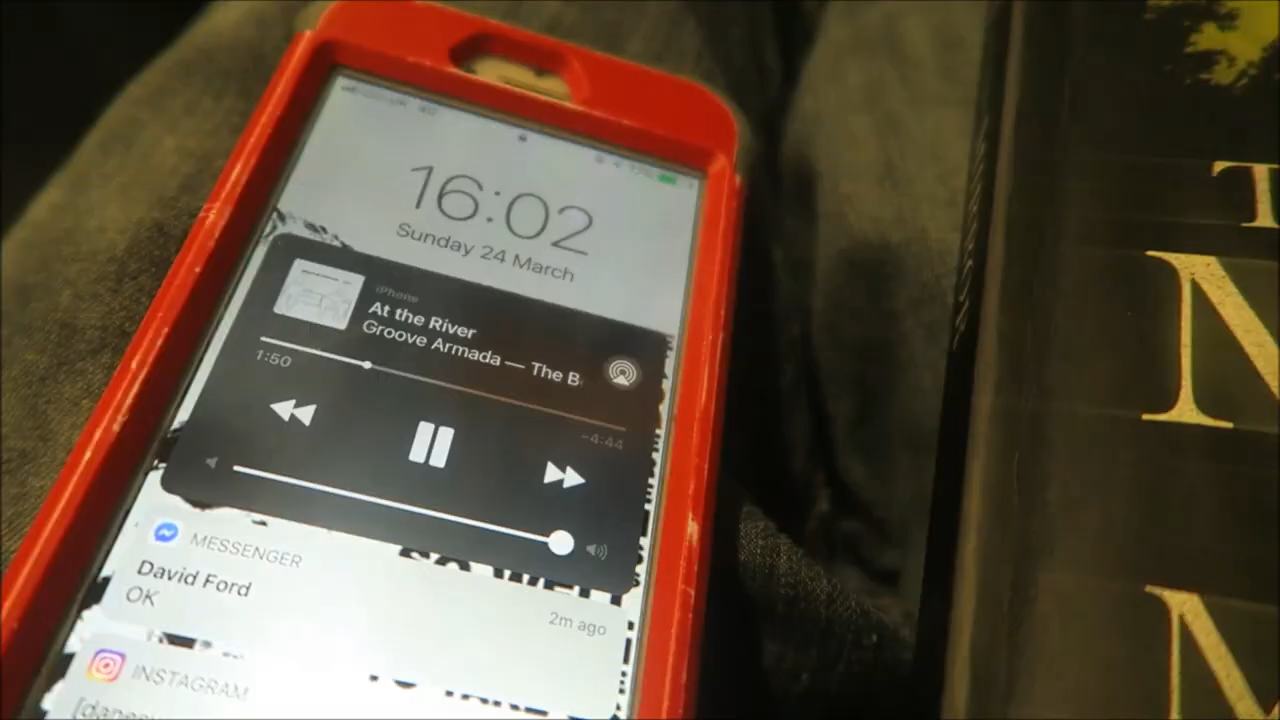 16:02
Sunday 24 March
iPhone
At the River
Groove Armada — The B
1:50
-4:44
MESSENGER
David Ford
OK
2m ago
INSTAGRAM
T
N
N